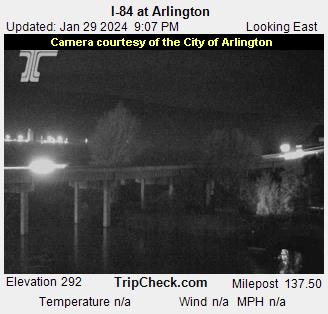 I-84 at Arlington
Updated: Jan 29 2024 9:07 PM Looking East
Camera courtesy of the City of Arlington
Elevation 292 TripCheck.com Milepost 137.50
Temperature n/a Wind n/a MPH n/a